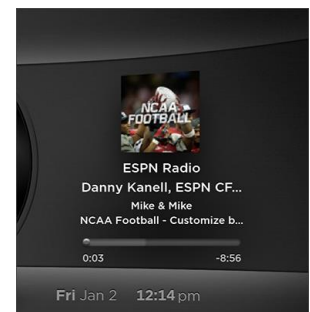 NCAA
FOOTBALL
ESPN Radio
Danny Kanell, ESPN CF...
Mike & Mike
NCAA Football - Customize b...
0:03 -8:56
Fri Jan 2 12:14 pm